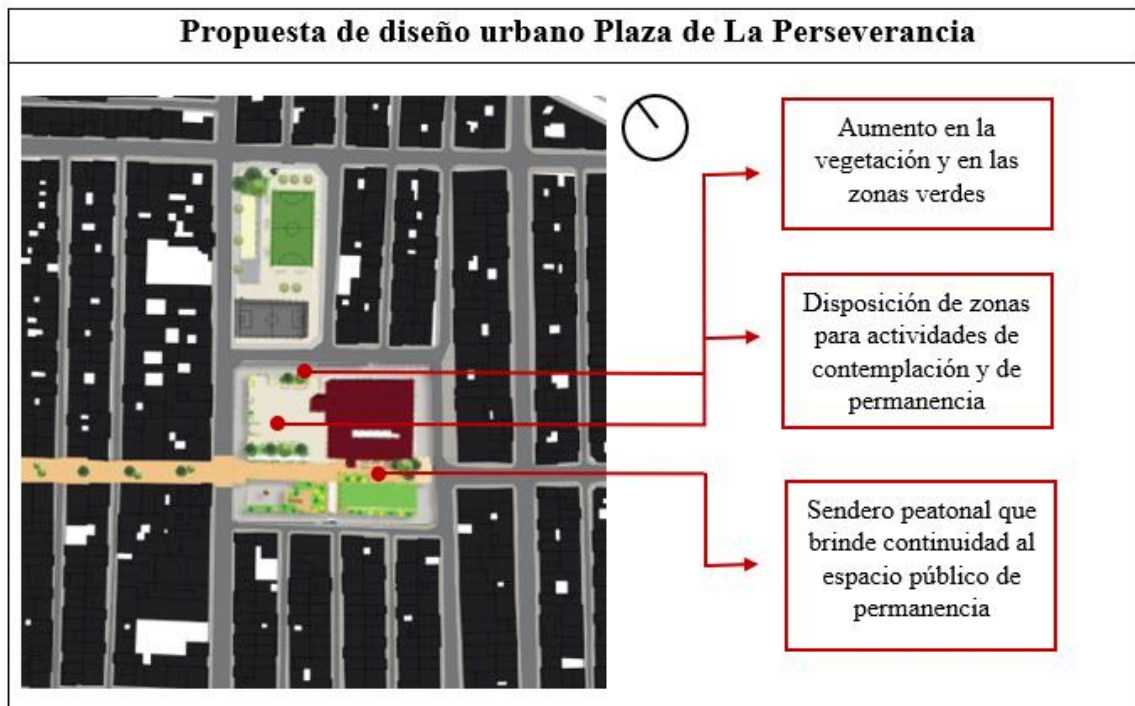 Propuesta de diseño urbano Plaza de La Perseverancia
Aumento en la
vegetación y en las
zonas verdes
Disposición de zonas
para actividades de
contemplación y de
permanencia
Sendero peatonal que
brinde continuidad al
espacio público de
permanencia